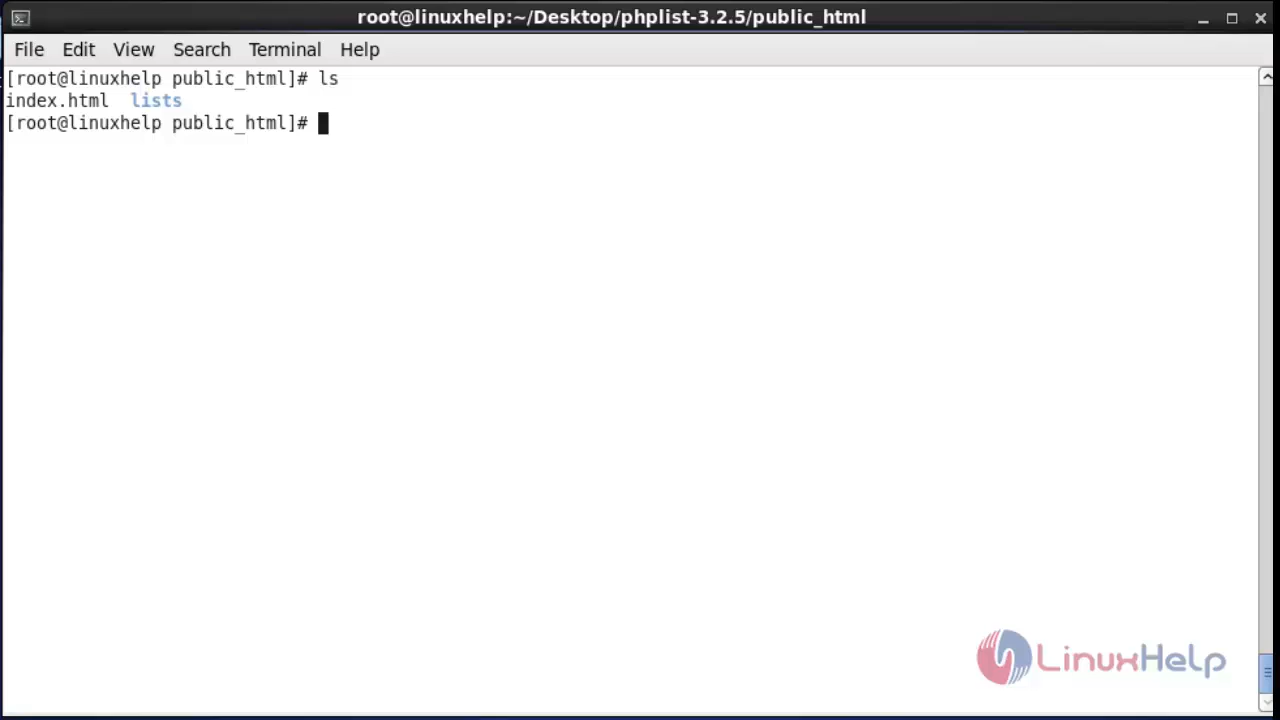 root@linuxhelp:~/Desktop/phplist-3.2.5/public_html
File Edit View Search Terminal Help
[root@linuxhelp public_html]# ls
index.html lists
[root@linuxhelp public_html]#
LinuxHelp